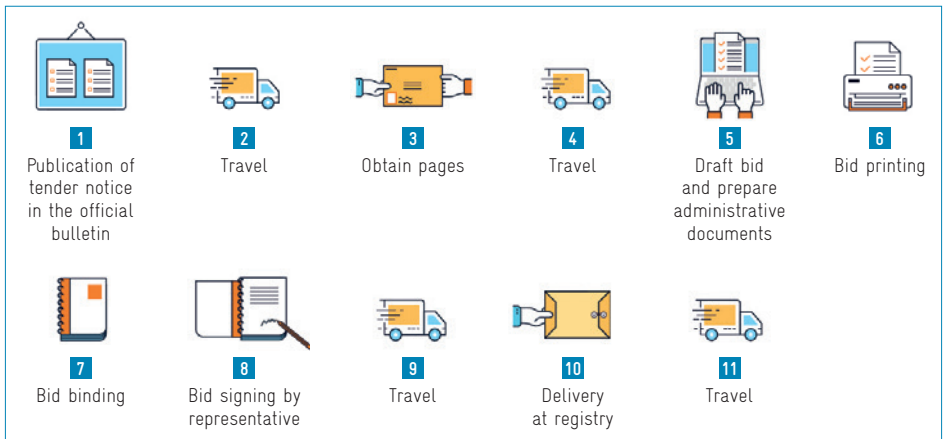 1
Publication of
tender notice
in the official
bulletin
2
Travel
3
Obtain pages
4
Travel
5
Draft bid
and prepare
administrative
documents
6
Bid printing
7
Bid binding
8
Bid signing by
representative
9
Travel
10
Delivery
at registry
11
Travel